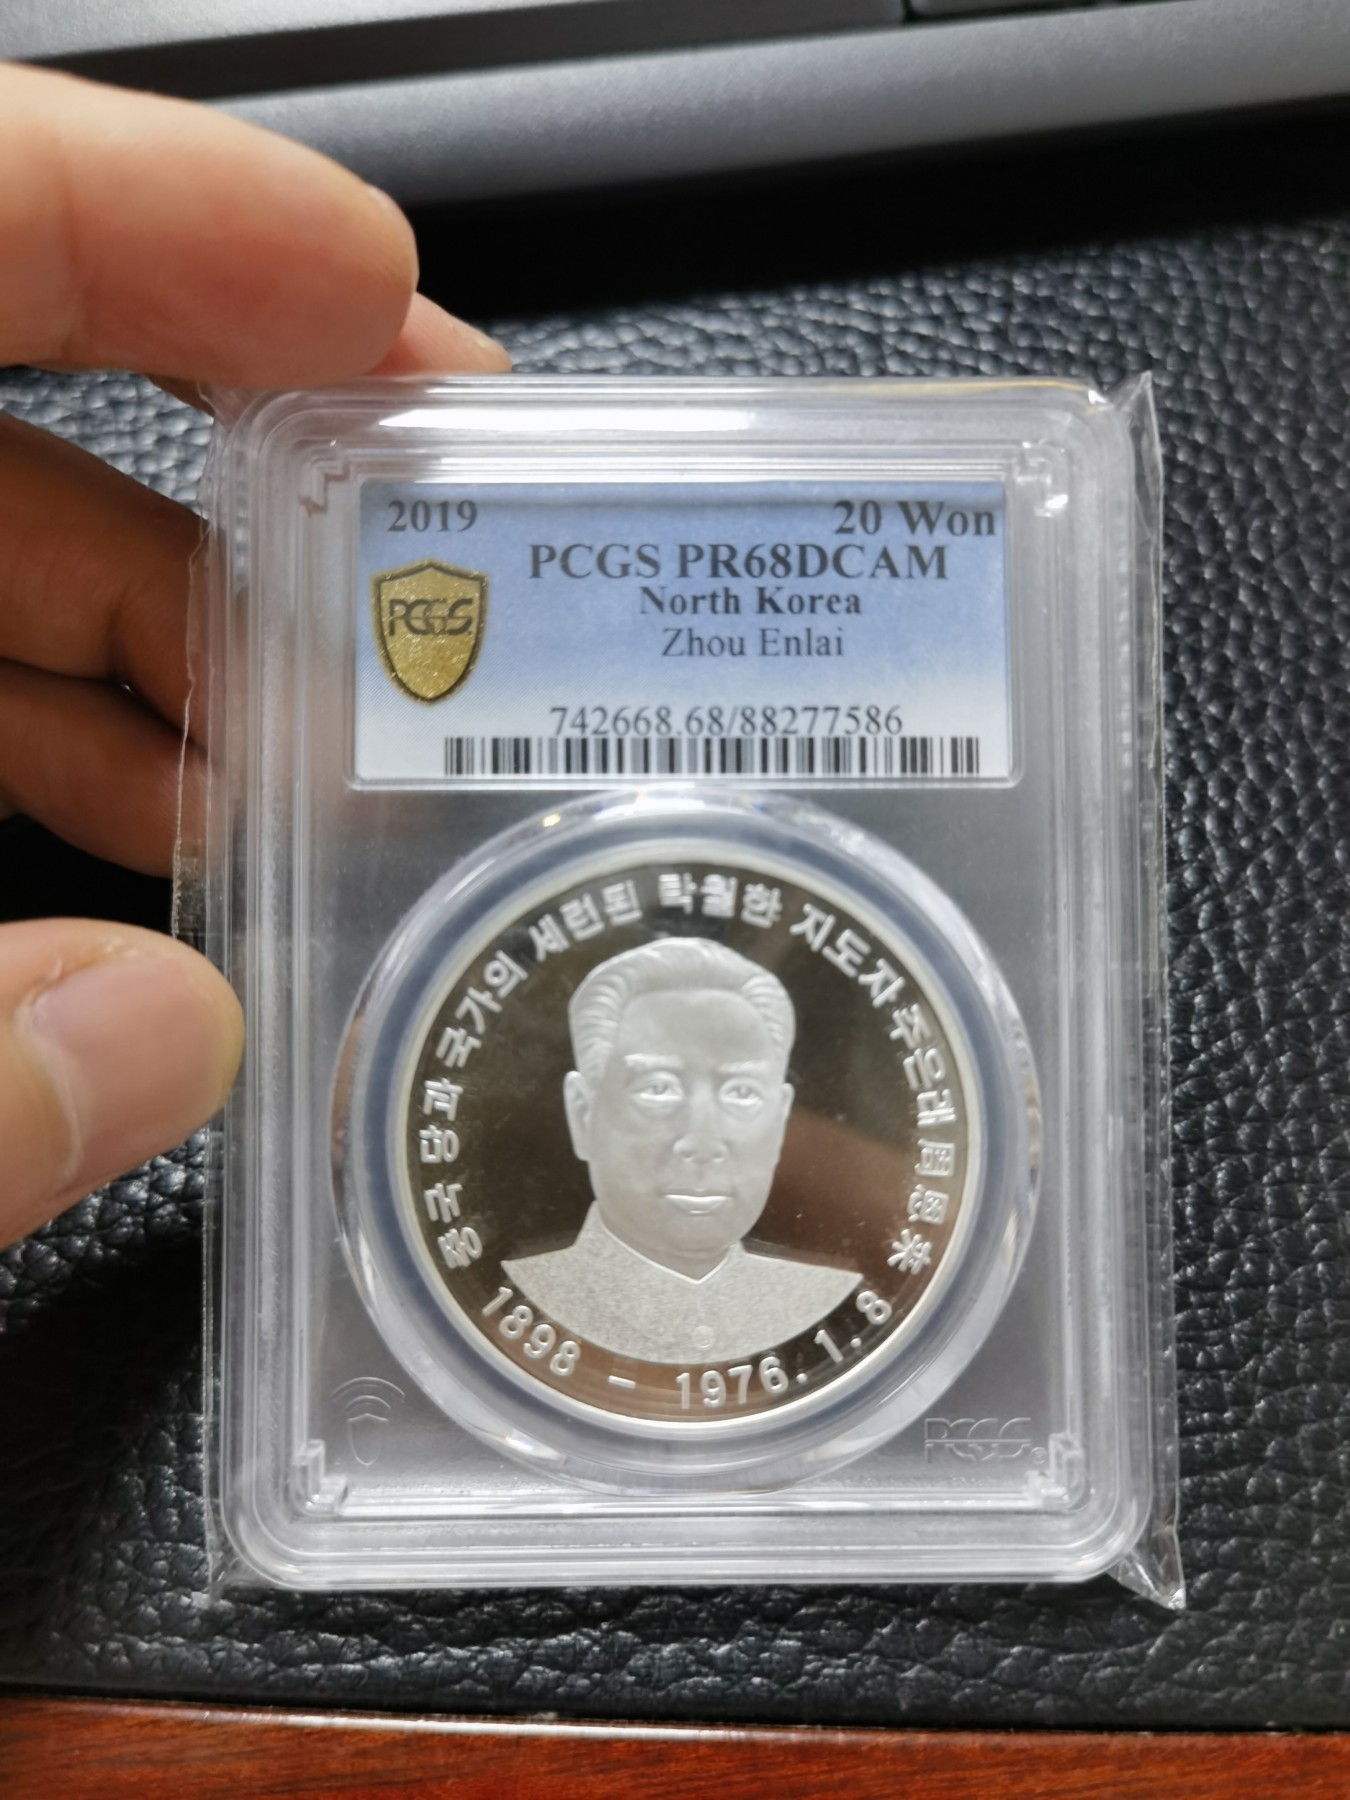 2019 20 Won
PCGS PR68DCAM
North Korea
Zhou Enlai
PCGS
742668.68/88277586
중국당과 국가의 세련된 탁월한 지도자 주은래 周恩来
1898 - 1976.1.8
PCGS